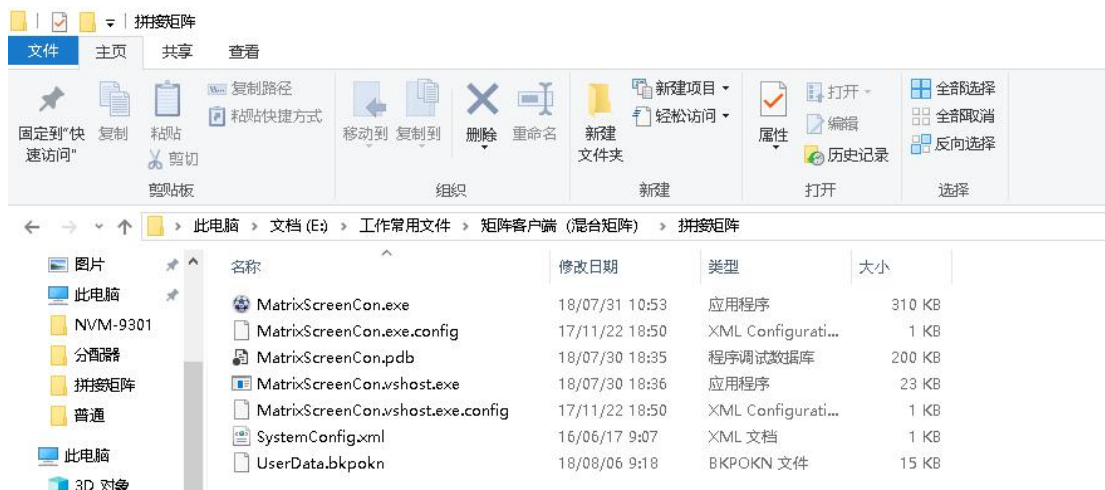 拼接矩阵
文件 主页 共享 查看
固定到"快速访问" 复制 粘贴 复制路径 粘贴快捷方式 剪切
移动到 复制到 删除 重命名
新建文件夹 新建项目 轻松访问
属性 打开 编辑 历史记录
全部选择 全部取消 反向选择
剪贴板 组织 新建 打开 选择
此电脑 > 文档 (E:) > 工作常用文件 > 矩阵客户端 (混合矩阵) > 拼接矩阵
图片
此电脑
NVM-9301
分配器
拼接矩阵
普通
此电脑
3D 对象
名称 修改日期 类型 大小
MatrixScreenCon.exe 18/07/31 10:53 应用程序 310 KB
MatrixScreenCon.exe.config 17/11/22 18:50 XML Configurati... 1 KB
MatrixScreenCon.pdb 18/07/30 18:35 程序调试数据库 200 KB
MatrixScreenCon.vshost.exe 18/07/30 18:36 应用程序 23 KB
MatrixScreenCon.vshost.exe.config 17/11/22 18:50 XML Configurati... 1 KB
SystemConfig.xml 16/06/17 9:07 XML 文档 1 KB
UserData.bkpokn 18/08/06 9:18 BKPOKN 文件 15 KB